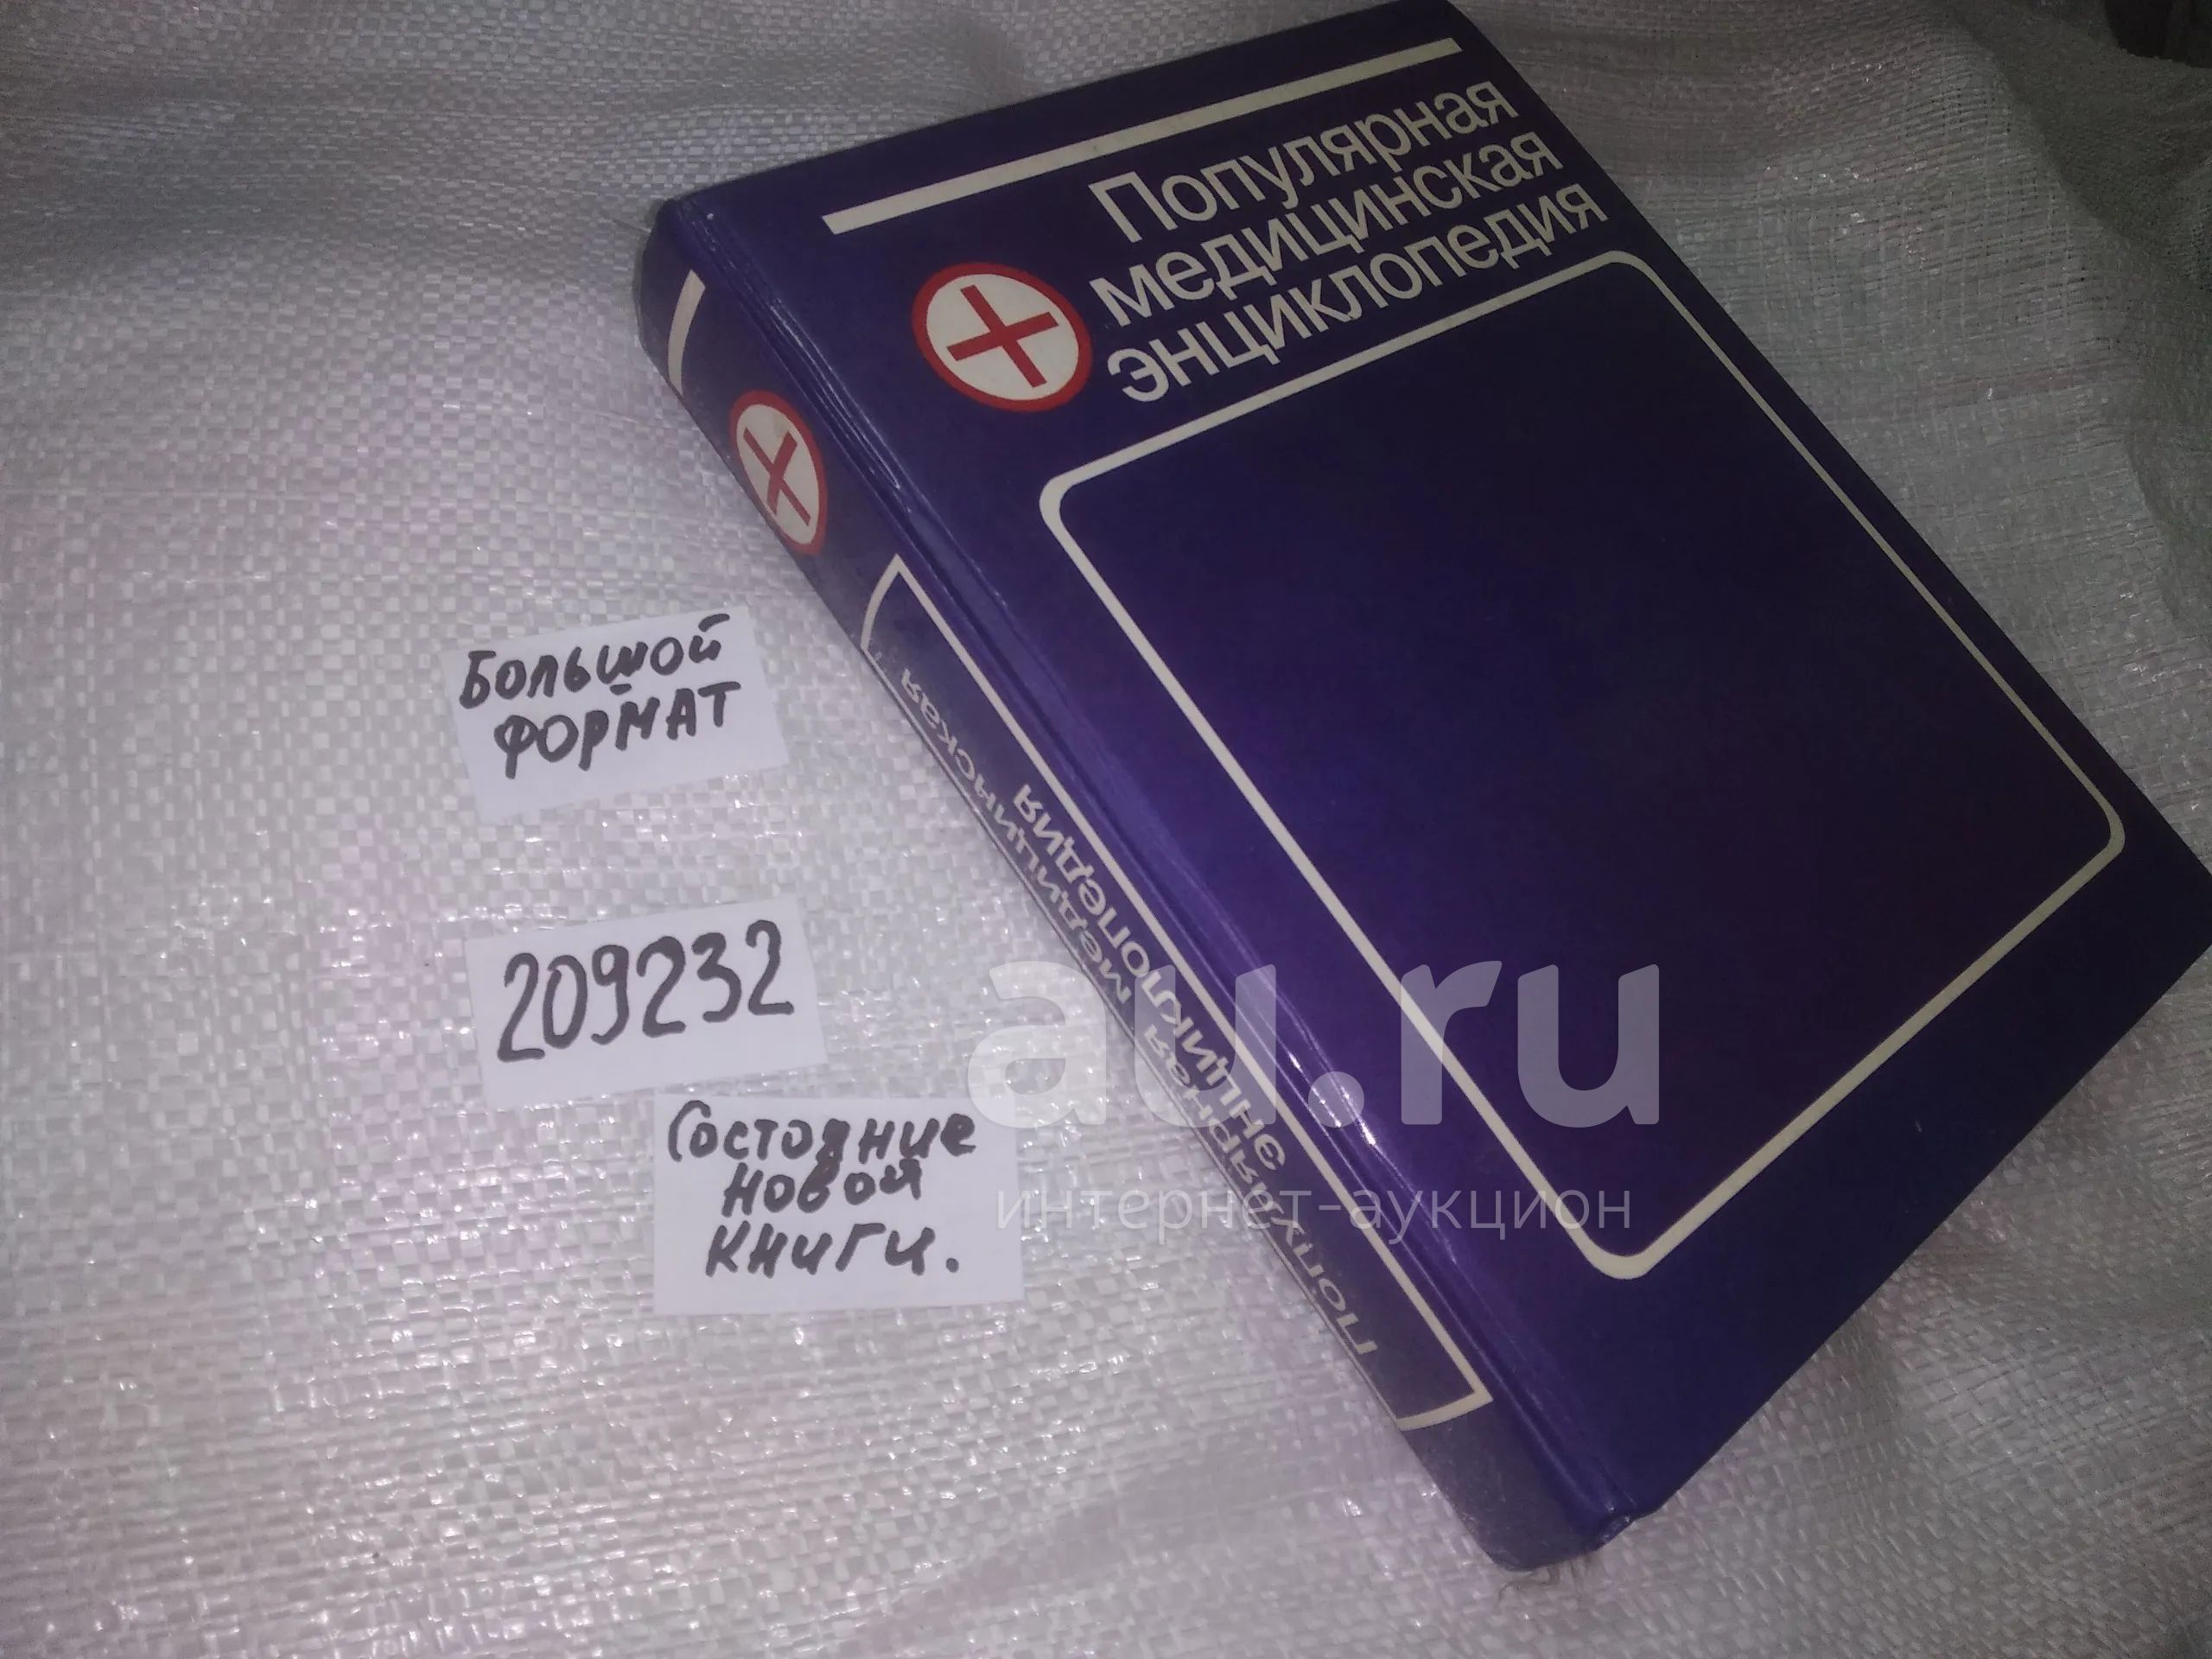 Популярная
медицинская
энциклопедия
Популярная медицинская
энциклопедия
Большой
формат
209232
Состояние
новой
книги.
au.ru
интернет-аукцион